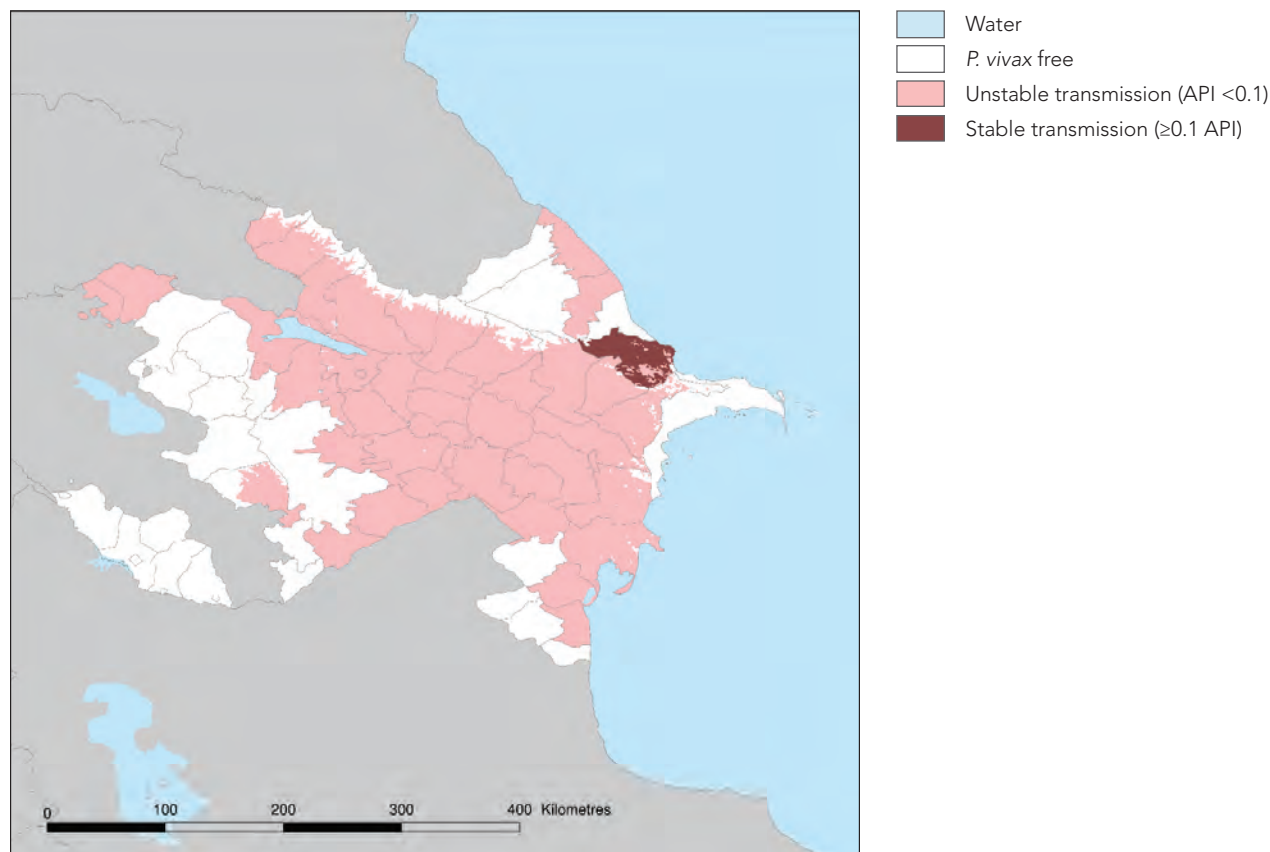 Water
P. vivax free
Unstable transmission (API <0.1)
Stable transmission (≥0.1 API)
0 100 200 300 400 Kilometres